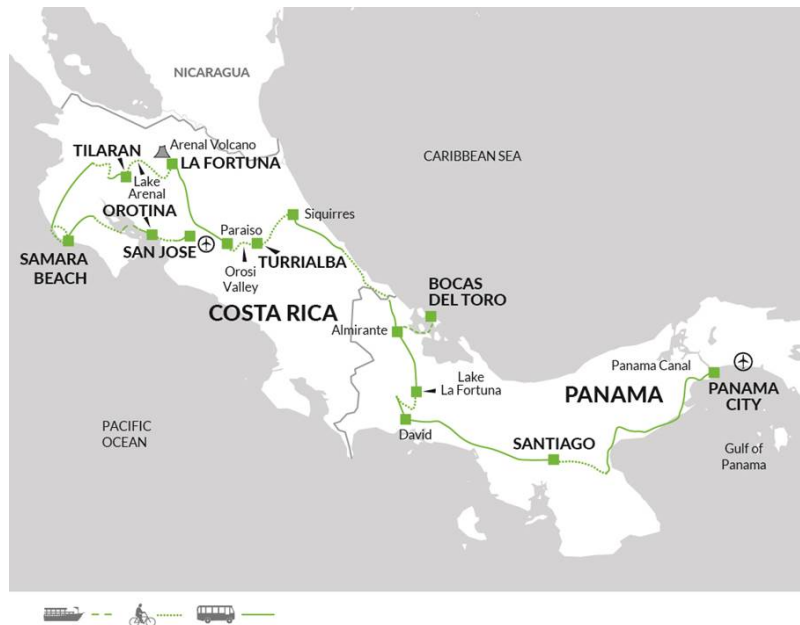 NICARAGUA
CARIBBEAN SEA
Arenal Volcano
TILARAN
LA FORTUNA
Lake
Arenal
OROTINA
Siquirres
Paraiso
SAN JOSE
TURRIALBA
SAMARA
BEACH
Orosi
Valley
COSTA RICA
BOCAS
DEL TORO
Almirante
Lake
La Fortuna
Panama Canal
PANAMA
PANAMA
CITY
PACIFIC
OCEAN
David
SANTIAGO
Gulf of
Panama